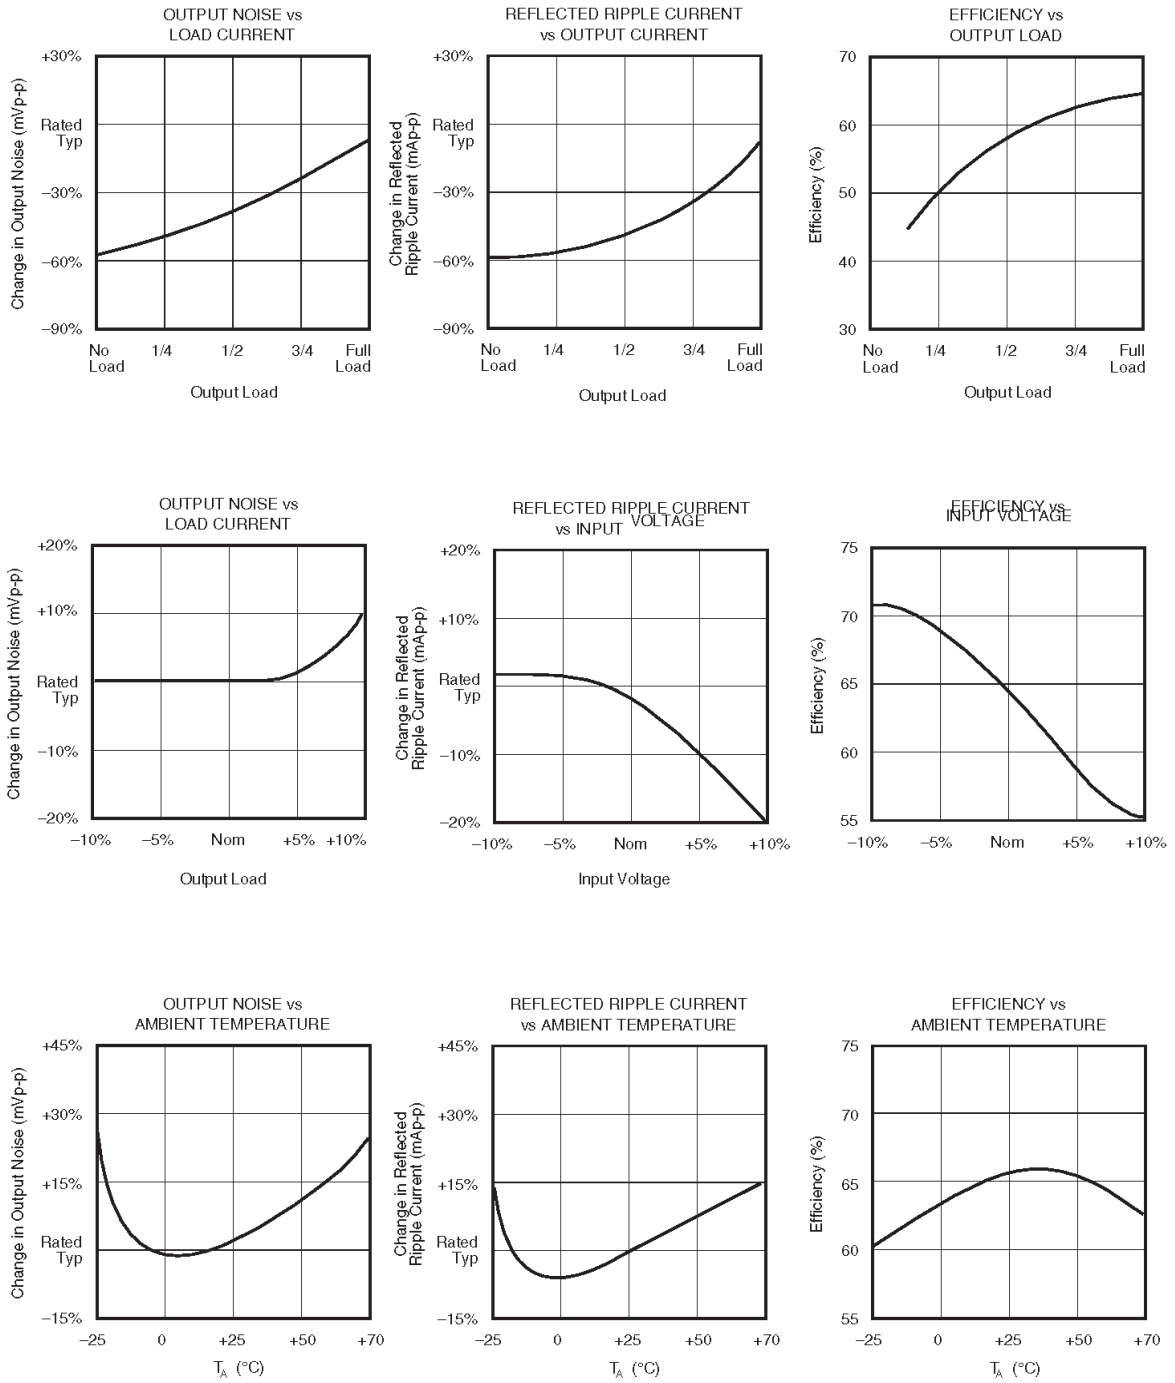 OUTPUT NOISE vs
LOAD CURRENT
Change in Output Noise (mVp-p)
+30%
Rated
Typ
–30%
–60%
–90%
No
Load
1/4
1/2
3/4
Full
Load
Output Load
REFLECTED RIPPLE CURRENT
vs OUTPUT CURRENT
Change in Reflected
Ripple Current (mAp-p)
+30%
Rated
Typ
–30%
–60%
–90%
No
Load
1/4
1/2
3/4
Full
Load
Output Load
EFFICIENCY vs
OUTPUT LOAD
Efficiency (%)
70
60
50
40
30
No
Load
1/4
1/2
3/4
Full
Load
Output Load
OUTPUT NOISE vs
LOAD CURRENT
Change in Output Noise (mVp-p)
+20%
+10%
Rated
Typ
–10%
–20%
–10%
–5%
Nom
+5%
+10%
Output Load
REFLECTED RIPPLE CURRENT
vs INPUT VOLTAGE
Change in Reflected
Ripple Current (mAp-p)
+20%
+10%
Rated
Typ
–10%
–20%
–10%
–5%
Nom
+5%
+10%
Input Voltage
EFFICIENCY vs
INPUT VOLTAGE
Efficiency (%)
75
70
65
60
55
–10%
–5%
Nom
+5%
+10%
OUTPUT NOISE vs
AMBIENT TEMPERATURE
Change in Output Noise (mVp-p)
+45%
+30%
+15%
Rated
Typ
–15%
–25
0
+25
+50
+70
TA (°C)
REFLECTED RIPPLE CURRENT
vs AMBIENT TEMPERATURE
Change in Reflected
Ripple Current (mAp-p)
+45%
+30%
+15%
Rated
Typ
–15%
–25
0
+25
+50
+70
TA (°C)
EFFICIENCY vs
AMBIENT TEMPERATURE
Efficiency (%)
75
70
65
60
55
–25
0
+25
+50
+70
TA (°C)